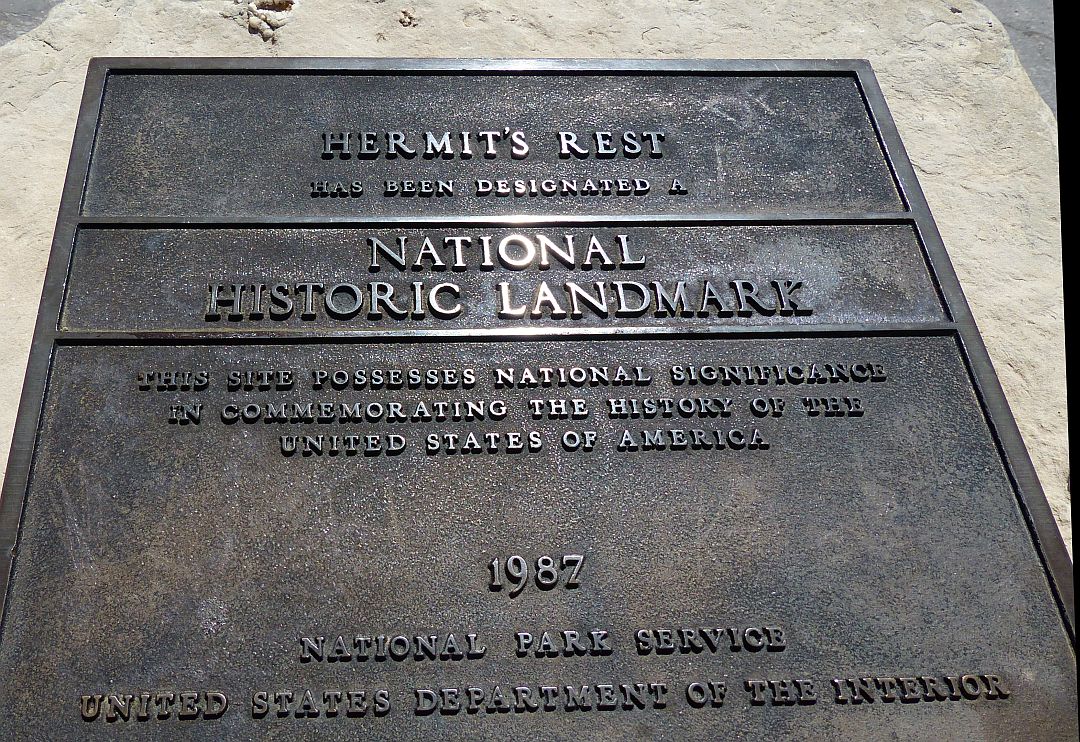 HERMIT'S REST
HAS BEEN DESIGNATED A
NATIONAL
HISTORIC LANDMARK
THIS SITE POSSESSES NATIONAL SIGNIFICANCE
IN COMMEMORATING THE HISTORY OF THE
UNITED STATES OF AMERICA
1987
NATIONAL PARK SERVICE
UNITED STATES DEPARTMENT OF THE INTERIOR